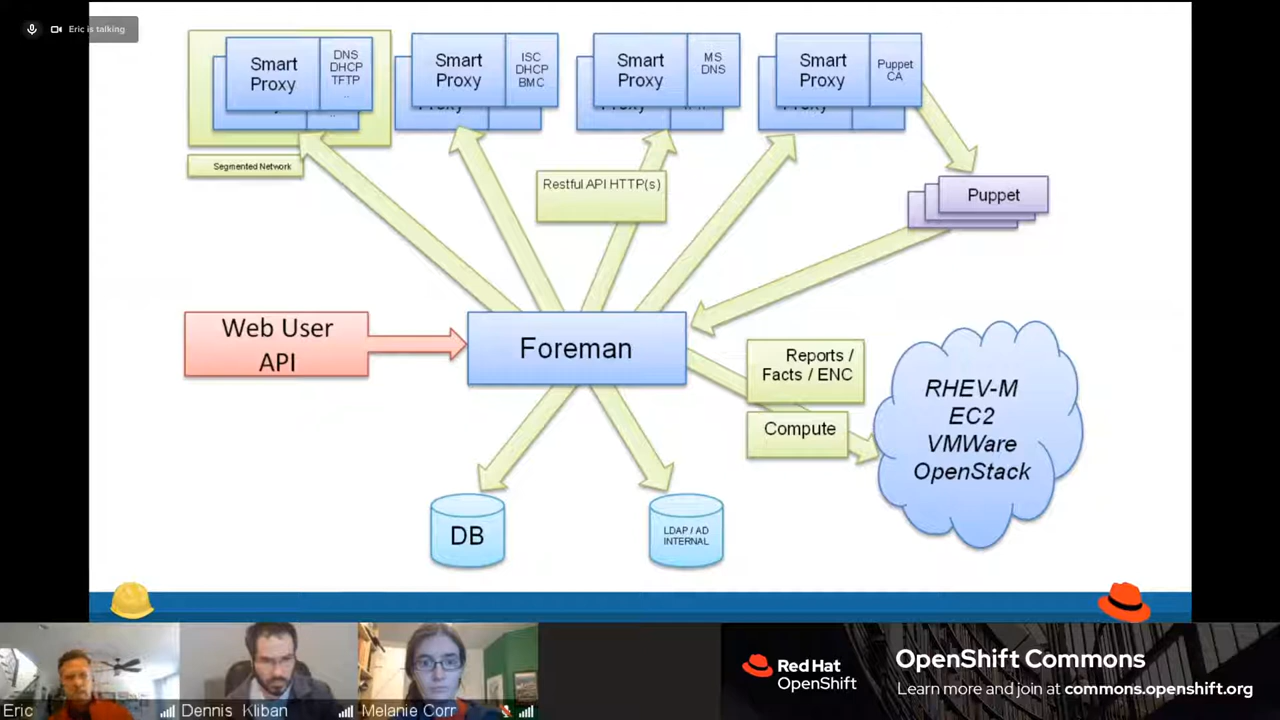 Eric is talking
Smart
Proxy
DNS
DHCP
TFTP
..
Smart
Proxy
ISC
DHCP
BMC
Smart
Proxy
MS
DNS
Smart
Proxy
Puppet
CA
Segmented Network
Restful API HTTP(s)
Puppet
Web User
API
Foreman
Reports /
Facts / ENC
Compute
RHEV-M
EC2
VMWare
OpenStack
DB
LDAP / AD
INTERNAL
Eric
Dennis Kliban
Melanie Corr
Red Hat
OpenShift
OpenShift Commons
Learn more and join at commons.openshift.org